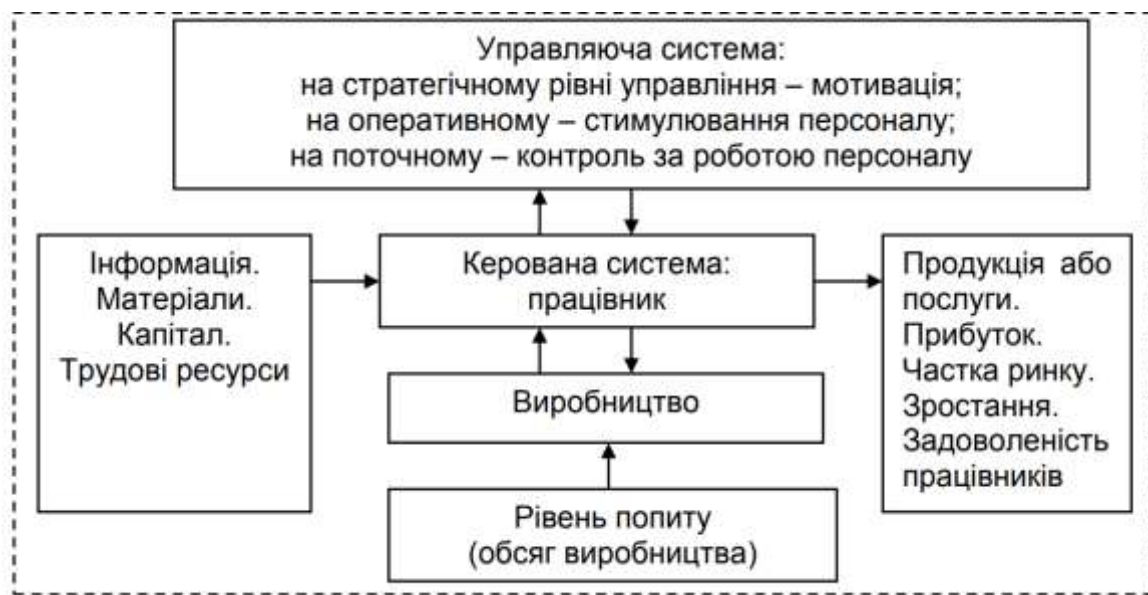 Управляюча система:
на стратегічному рівні управління – мотивація;
на оперативному – стимулювання персоналу;
на поточному – контроль за роботою персоналу
Інформація.
Матеріали.
Капітал.
Трудові ресурси
Керована система:
працівник
Продукція або
послуги.
Прибуток.
Частка ринку.
Зростання.
Задоволеність
працівників
Виробництво
Рівень попиту
(обсяг виробництва)